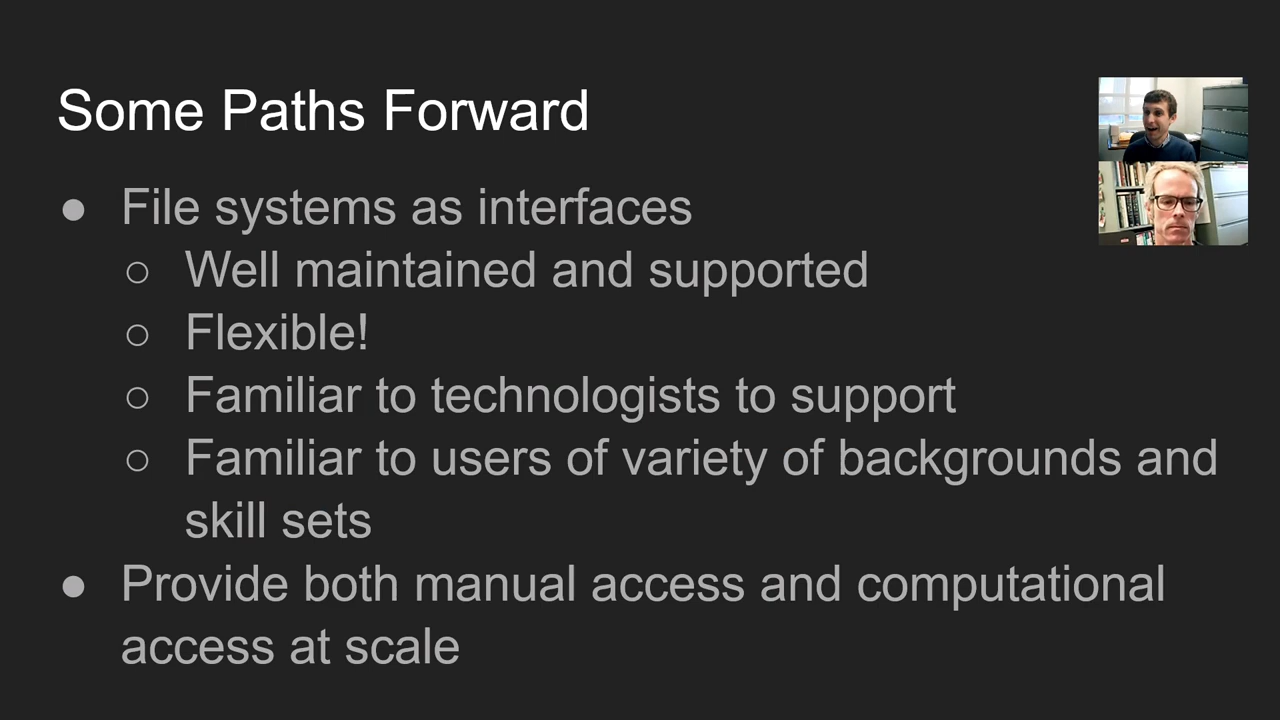 Some Paths Forward
● File systems as interfaces
○ Well maintained and supported
○ Flexible!
○ Familiar to technologists to support
○ Familiar to users of variety of backgrounds and
skill sets
● Provide both manual access and computational
access at scale